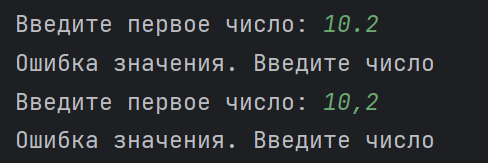 Введите первое число: 10.2
Ошибка значения. Введите число
Введите первое число: 10,2
Ошибка значения. Введите число